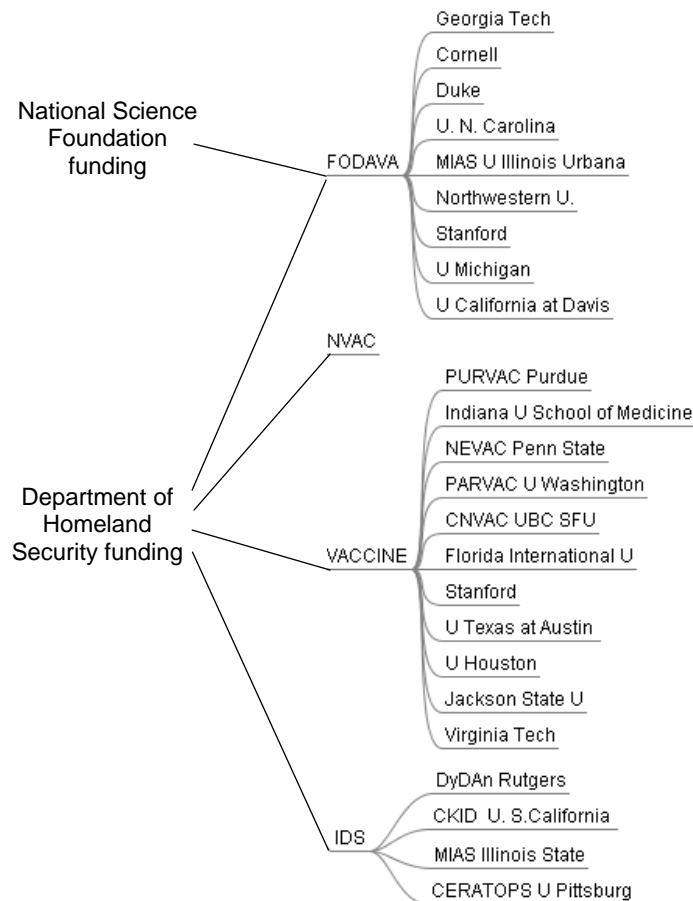 National Science
Foundation
funding
FODAVA
Georgia Tech
Cornell
Duke
U. N. Carolina
MIAS U Illinois Urbana
Northwestern U.
Stanford
U Michigan
U California at Davis
NVAC
Department of
Homeland
Security funding
VACCINE
PURVAC Purdue
Indiana U School of Medicine
NEVAC Penn State
PARVAC U Washington
CNVAC UBC SFU
Florida International U
Stanford
U Texas at Austin
U Houston
Jackson State U
Virginia Tech
IDS
DyDAn Rutgers
CKID U. S.California
MIAS Illinois State
CERATOPS U Pittsburg